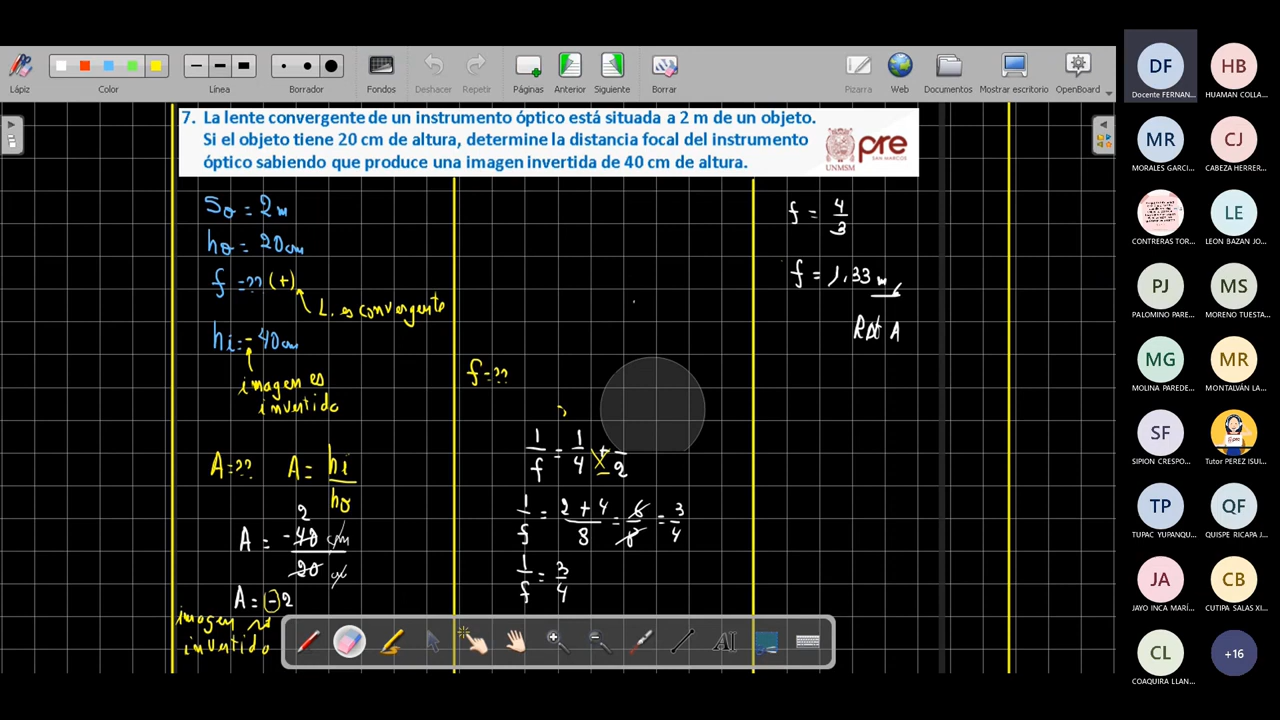 Lápiz
Color
Línea
Borrador
Fondos
Deshacer
Repetir
Páginas
Anterior
Siguiente
Borrar
Pizarra
Web
Documentos
Mostrar escritorio
OpenBoard
7. La lente convergente de un instrumento óptico está situada a 2 m de un objeto.
Si el objeto tiene 20 cm de altura, determine la distancia focal del instrumento
óptico sabiendo que produce una imagen invertida de 40 cm de altura.
UNMSM
pre
SAN MARCOS
So = 2m
ho = 20cm
f = ?? (+)
L. es convergente
hi = - 40cm
imagen es
invertida
A = ?? A = hi
ho
2
A = -40 cm
20
A = -2
imagen
invertida
f = ??
1/f = 1/4 + 2
1/f = 2 + 4 / 8 = 6/8 = 3/4
1/f = 3/4
f = 4/3
f = 1.33 m
Rpt A
AI
DF
Docente FERNAN...
HB
HUAMAN COLLA...
MR
MORALES GARCI...
CJ
CABEZA HERRER...
CONTRERAS TOR...
LE
LEON BAZAN JO...
PJ
PALOMINO PARE...
MS
MORENO TUESTA...
MG
MOLINA PAREDE...
MR
MONTALVÁN LA...
SF
SIPION CRESPO...
Tutor PEREZ ISUI...
TP
TUPAC YUPANQU...
QF
QUISPE RICAPA J...
JA
JAYO INCA MARÍ...
CB
CUTIPA SALAS XI...
CL
COAQUIRA LLAN...
+16